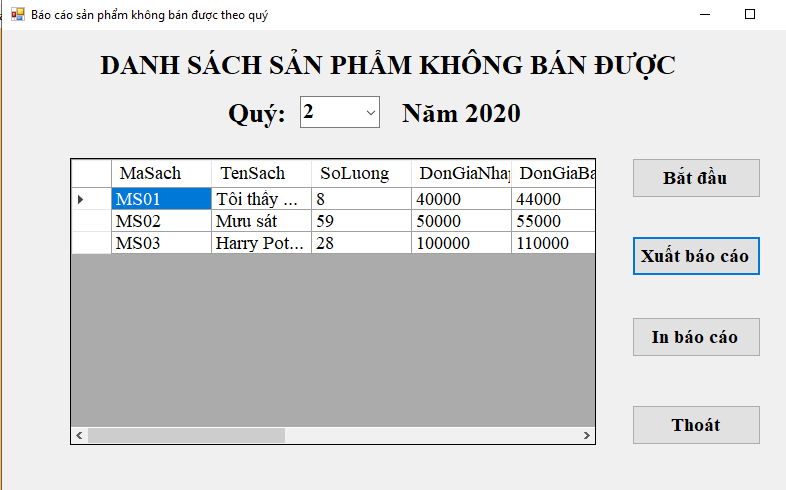 Báo cáo sản phẩm không bán được theo quý
DANH SÁCH SẢN PHẨM KHÔNG BÁN ĐƯỢC
Quý: 2 Năm 2020
MaSach TenSach SoLuong DonGiaNhap DonGiaBa
MS01 Tôi thấy ... 8 40000 44000
MS02 Mưu sát 59 50000 55000
MS03 Harry Pot... 28 100000 110000
Bắt đầu
Xuất báo cáo
In báo cáo
Thoát